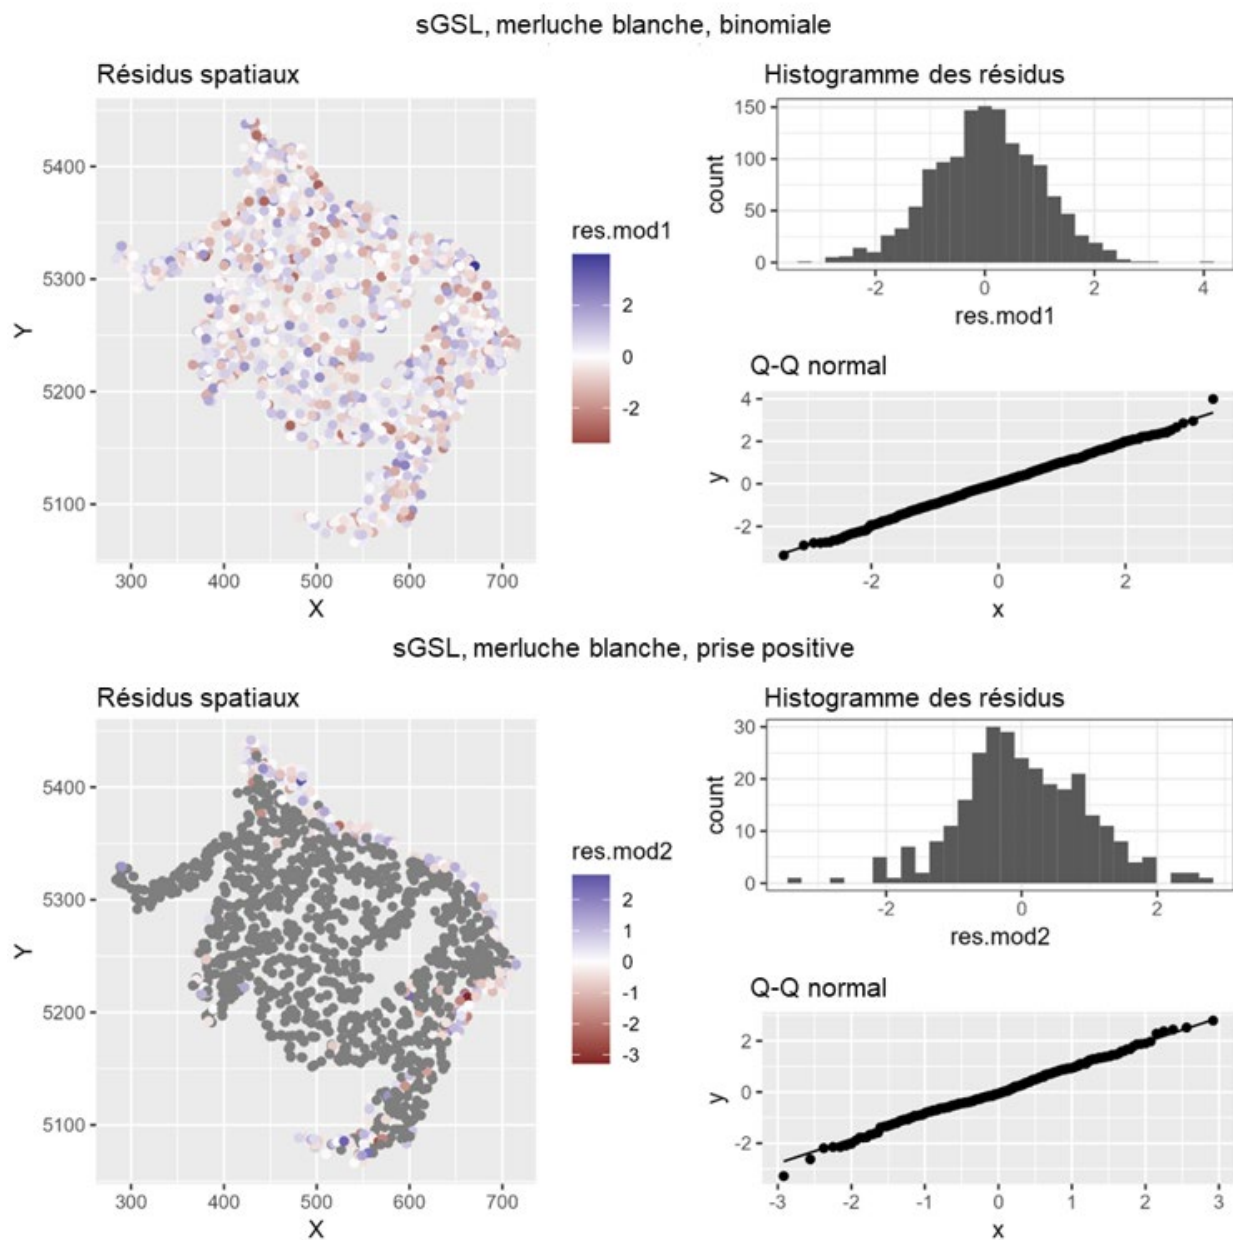 sGSL, merluche blanche, binomiale
Résidus spatiaux
5400
5300
5200
5100
Y
300 400 500 600 700
X
res.mod1
2
0
-2
Histogramme des résidus
150
100
50
0
count
-2 0 2 4
res.mod1
Q-Q normal
4
2
0
-2
y
-2 0 2
x
sGSL, merluche blanche, prise positive
Résidus spatiaux
5400
5300
5200
5100
Y
300 400 500 600 700
X
res.mod2
2
1
0
-1
-2
-3
Histogramme des résidus
30
20
10
0
count
-2 0 2
res.mod2
Q-Q normal
2
0
-2
y
-3 -2 -1 0 1 2 3
x